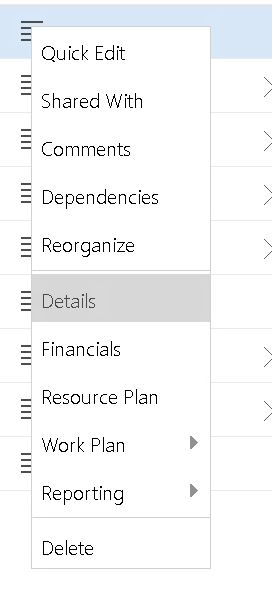 Quick Edit
Shared With
Comments
Dependencies
Reorganize
Details
Financials
Resource Plan
Work Plan
Reporting
Delete